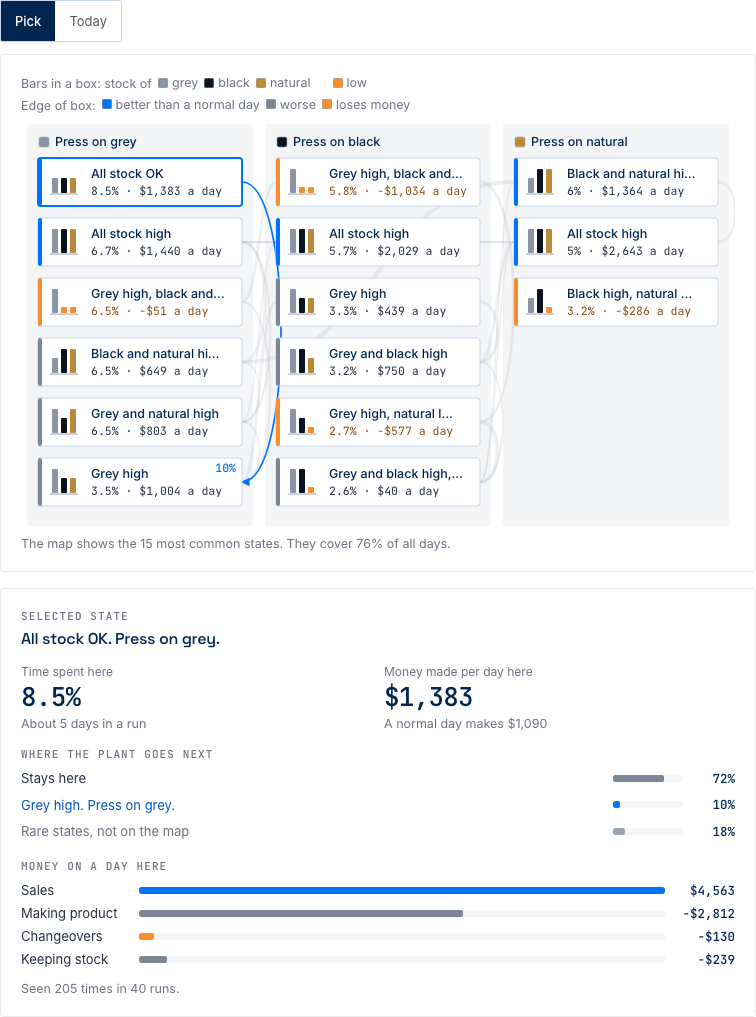 Pick Today
Bars in a box: stock of grey black natural low
Edge of box: better than a normal day worse loses money
Press on grey
All stock OK
8.5% · $1,383 a day
All stock high
6.7% · $1,440 a day
Grey high, black and...
6.5% · -$51 a day
Black and natural hi...
6.5% · $649 a day
Grey and natural high
6.5% · $803 a day
10%
Grey high
3.5% · $1,004 a day
Press on black
Grey high, black and...
5.8% · -$1,034 a day
All stock high
5.7% · $2,029 a day
Grey high
3.3% · $439 a day
Grey and black high
3.2% · $750 a day
Grey high, natural l...
2.7% · -$577 a day
Grey and black high,...
2.6% · $40 a day
Press on natural
Black and natural hi...
6% · $1,364 a day
All stock high
5% · $2,643 a day
Black high, natural ...
3.2% · -$286 a day
The map shows the 15 most common states. They cover 76% of all days.
SELECTED STATE
All stock OK. Press on grey.
Time spent here
8.5%
About 5 days in a run
Money made per day here
$1,383
A normal day makes $1,090
WHERE THE PLANT GOES NEXT
Stays here 72%
Grey high. Press on grey. 10%
Rare states, not on the map 18%
MONEY ON A DAY HERE
Sales $4,563
Making product -$2,812
Changeovers -$130
Keeping stock -$239
Seen 205 times in 40 runs.